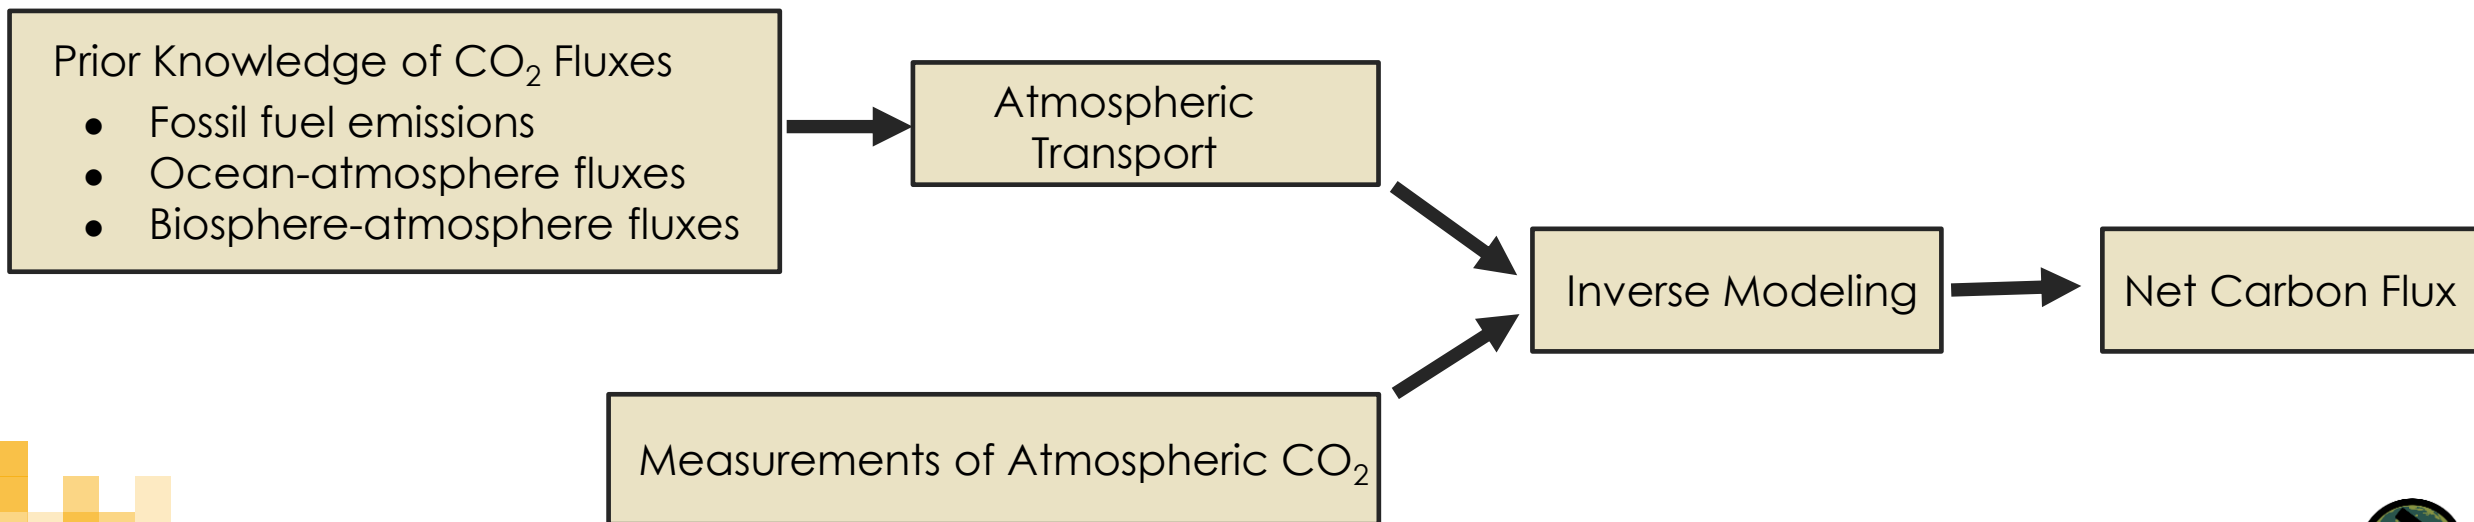 Prior Knowledge of CO₂ Fluxes
● Fossil fuel emissions
● Ocean-atmosphere fluxes
● Biosphere-atmosphere fluxes
Atmospheric
Transport
Inverse Modeling
Net Carbon Flux
Measurements of Atmospheric CO₂